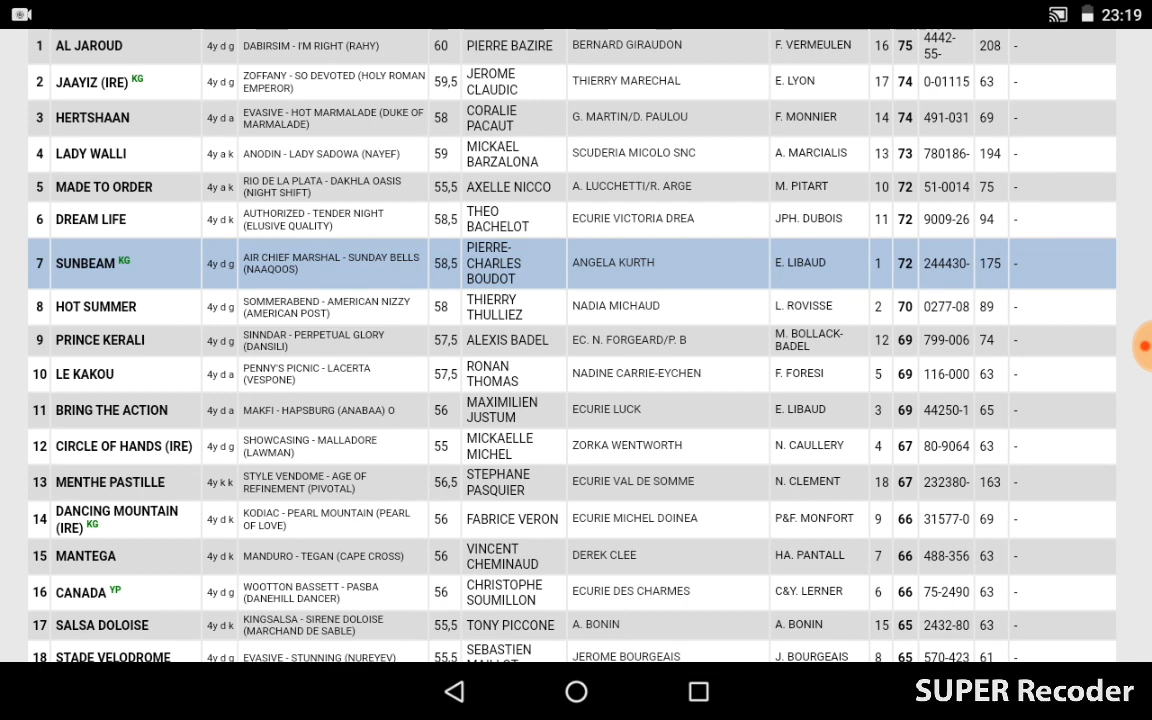 23:19
1 AL JAROUD 4y d g DABIRSIM - I'M RIGHT (RAHY) 60 PIERRE BAZIRE BERNARD GIRAUDON F. VERMEULEN 16 75 4442-55- 208 -
2 JAAYIZ (IRE) KG 4y d g ZOFFANY - SO DEVOTED (HOLY ROMAN EMPEROR) 59,5 JEROME CLAUDIC THIERRY MARECHAL E. LYON 17 74 0-01115 63 -
3 HERTSHAAN 4y d a EVASIVE - HOT MARMALADE (DUKE OF MARMALADE) 58 CORALIE PACAUT G. MARTIN/D. PAULOU F. MONNIER 14 74 491-031 69 -
4 LADY WALLI 4y a k ANODIN - LADY SADOWA (NAYEF) 59 MICKAEL BARZALONA SCUDERIA MICOLO SNC A. MARCIALIS 13 73 780186- 194 -
5 MADE TO ORDER 4y a k RIO DE LA PLATA - DAKHLA OASIS (NIGHT SHIFT) 55,5 AXELLE NICCO A. LUCCHETTI/R. ARGE M. PITART 10 72 51-0014 75 -
6 DREAM LIFE 4y d k AUTHORIZED - TENDER NIGHT (ELUSIVE QUALITY) 58,5 THEO BACHELOT ECURIE VICTORIA DREA JPH. DUBOIS 11 72 9009-26 94 -
7 SUNBEAM KG 4y d g AIR CHIEF MARSHAL - SUNDAY BELLS (NAAQOOS) 58,5 PIERRE-CHARLES BOUDOT ANGELA KURTH E. LIBAUD 1 72 244430- 175 -
8 HOT SUMMER 4y d g SOMMERABEND - AMERICAN NIZZY (AMERICAN POST) 58 THIERRY THULLIEZ NADIA MICHAUD L. ROVISSE 2 70 0277-08 89 -
9 PRINCE KERALI 4y d g SINNDAR - PERPETUAL GLORY (DANSILI) 57,5 ALEXIS BADEL EC. N. FORGEARD/P. B M. BOLLACK-BADEL 12 69 799-006 74 -
10 LE KAKOU 4y d a PENNY'S PICNIC - LACERTA (VESPONE) 57,5 RONAN THOMAS NADINE CARRIE-EYCHEN F. FORESI 5 69 116-000 63 -
11 BRING THE ACTION 4y d a MAKFI - HAPSBURG (ANABAA) O 56 MAXIMILIEN JUSTUM ECURIE LUCK E. LIBAUD 3 69 44250-1 65 -
12 CIRCLE OF HANDS (IRE) 4y d g SHOWCASING - MALLADORE (LAWMAN) 55 MICKAELLE MICHEL ZORKA WENTWORTH N. CAULLERY 4 67 80-9064 63 -
13 MENTHE PASTILLE 4y k k STYLE VENDOME - AGE OF REFINEMENT (PIVOTAL) 56,5 STEPHANE PASQUIER ECURIE VAL DE SOMME N. CLEMENT 18 67 232380- 163 -
14 DANCING MOUNTAIN (IRE) KG 4y d k KODIAC - PEARL MOUNTAIN (PEARL OF LOVE) 56 FABRICE VERON ECURIE MICHEL DOINEA P&F. MONFORT 9 66 31577-0 69 -
15 MANTEGA 4y d k MANDURO - TEGAN (CAPE CROSS) 56 VINCENT CHEMINAUD DEREK CLEE HA. PANTALL 7 66 488-356 63 -
16 CANADA YP 4y d g WOOTTON BASSETT - PASBA (DANEHILL DANCER) 56 CHRISTOPHE SOUMILLON ECURIE DES CHARMES C&Y. LERNER 6 66 75-2490 63 -
17 SALSA DOLOISE 4y d k KINGSALSA - SIRENE DOLOISE (MARCHAND DE SABLE) 55,5 TONY PICCONE A. BONIN A. BONIN 15 65 2432-80 63 -
18 STADE VELODROME 4y d g EVASIVE - STUNNING (NUREYEV) 55,5 SEBASTIEN JEROME BOURGEAIS J. BOURGEAIS 8 65 570-423 61 -
SUPER Recoder